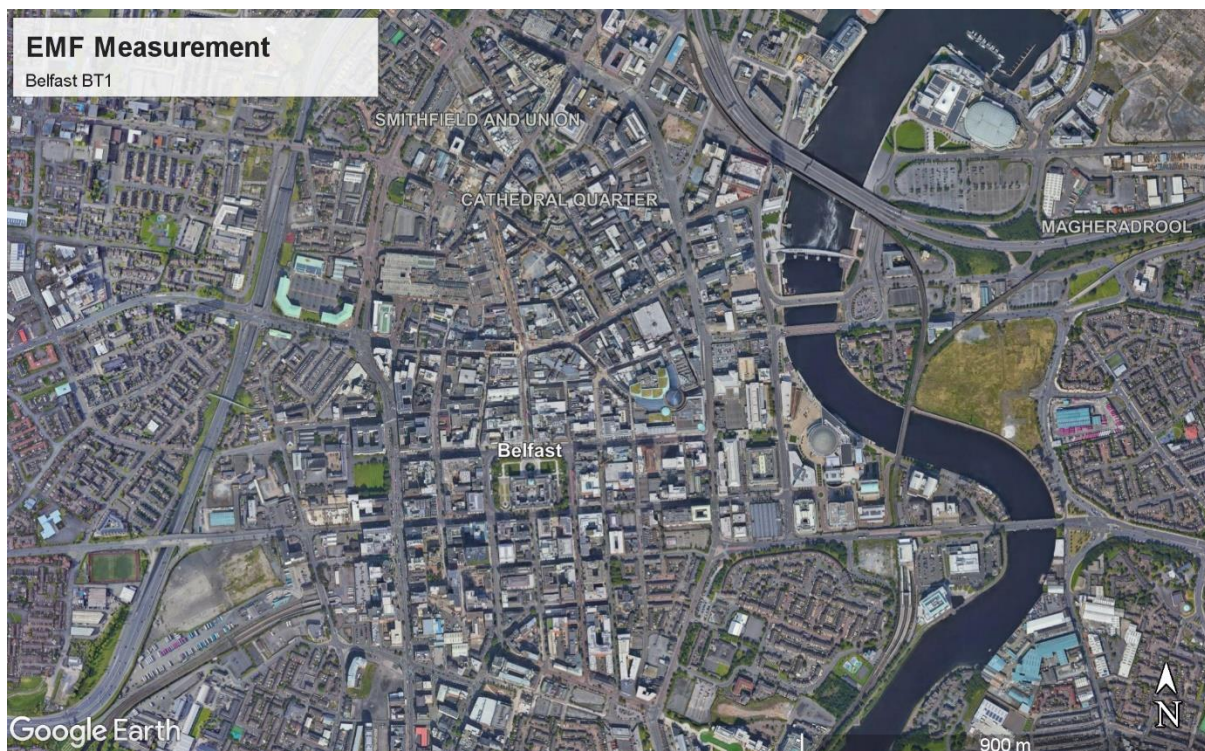 EMF Measurement
Belfast BT1
SMITHFIELD AND UNION
CATHEDRAL QUARTER
MAGHERADROOL
Belfast
N
Google Earth
900 m